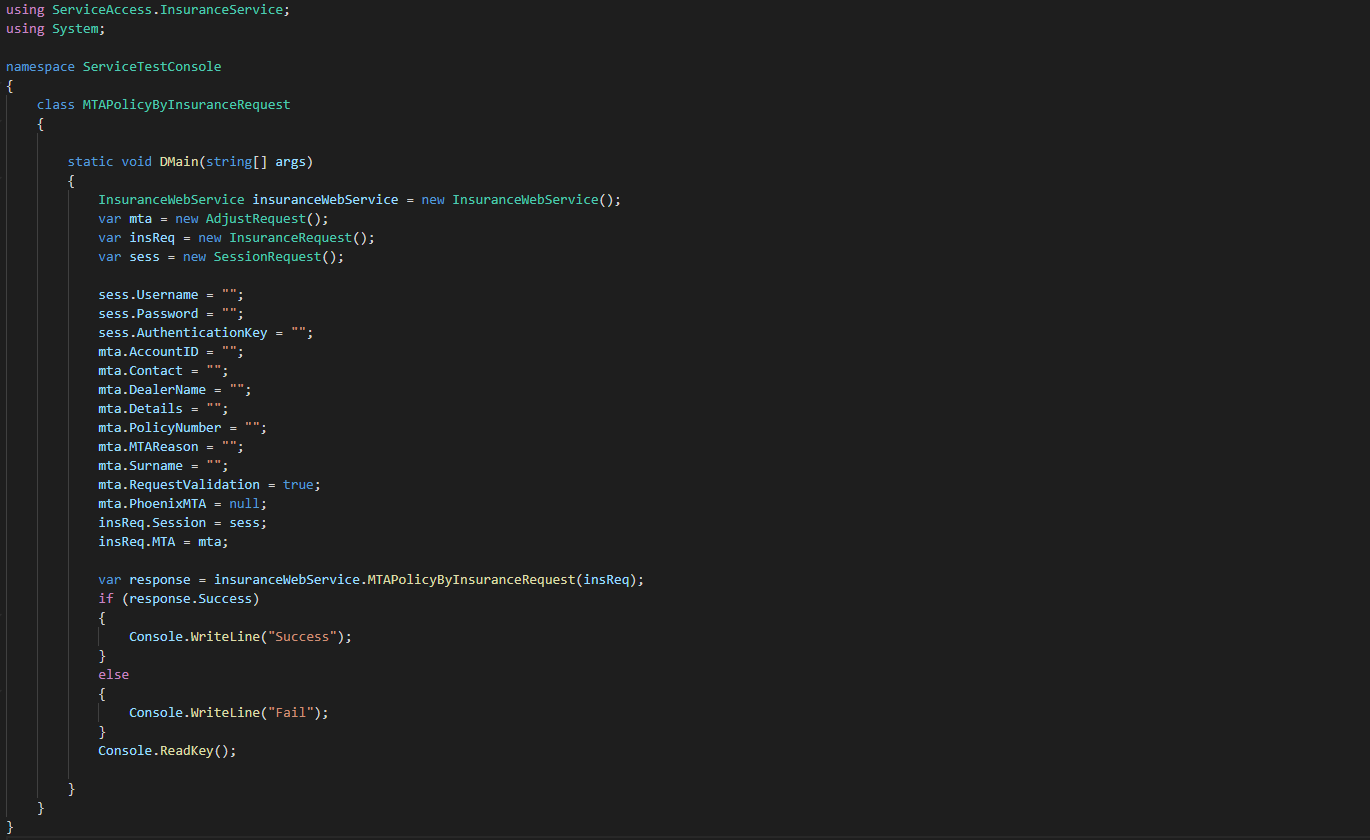 using ServiceAccess.InsuranceService;
using System;
namespace ServiceTestConsole
{
class MTAPolicyByInsuranceRequest
{
static void DMain(string[] args)
{
InsuranceWebService insuranceWebService = new InsuranceWebService();
var mta = new AdjustRequest();
var insReq = new InsuranceRequest();
var sess = new SessionRequest();
sess.Username = "";
sess.Password = "";
sess.AuthenticationKey = "";
mta.AccountID = "";
mta.Contact = "";
mta.DealerName = "";
mta.Details = "";
mta.PolicyNumber = "";
mta.MTAReason = "";
mta.Surname = "";
mta.RequestValidation = true;
mta.PhoenixMTA = null;
insReq.Session = sess;
insReq.MTA = mta;
var response = insuranceWebService.MTAPolicyByInsuranceRequest(insReq);
if (response.Success)
{
Console.WriteLine("Success");
}
else
{
Console.WriteLine("Fail");
}
Console.ReadKey();
}
}
}